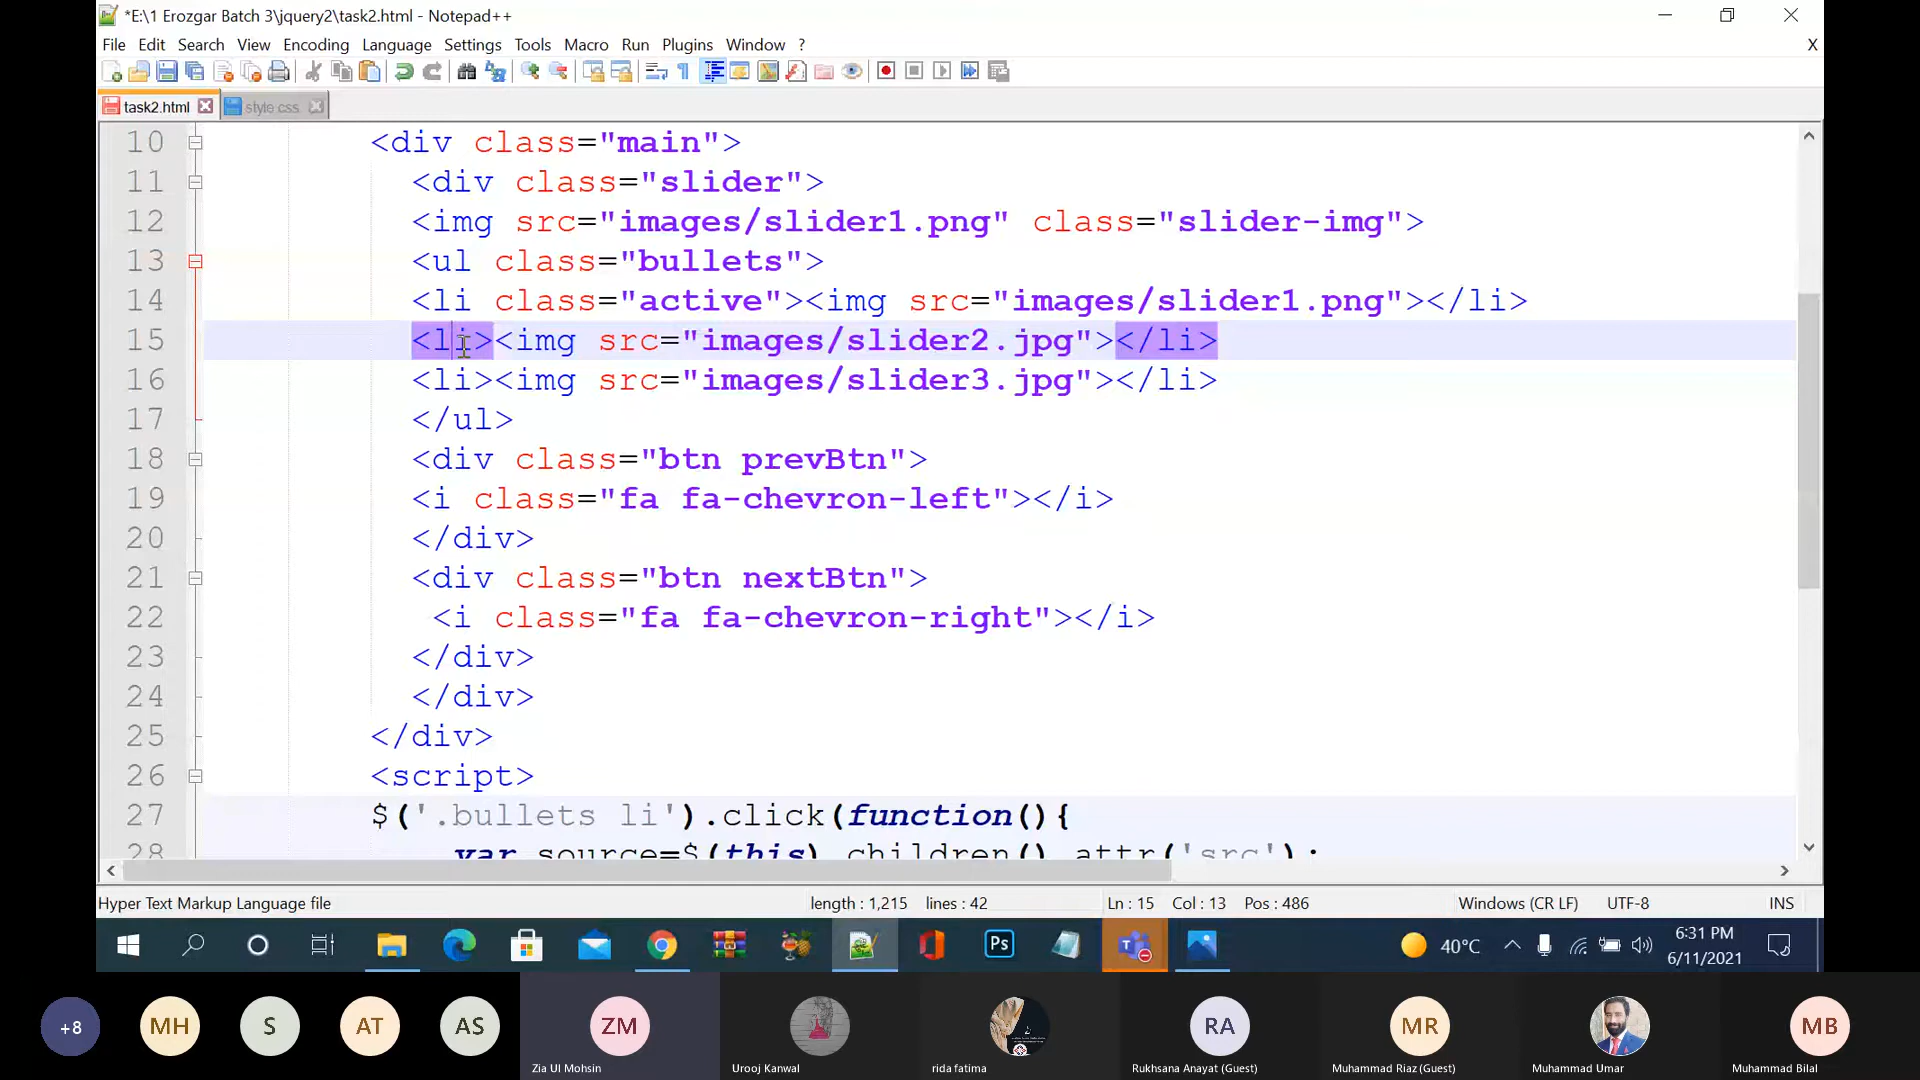 *E:\1 Erozgar Batch 3\jquery2\task2.html - Notepad++
File Edit Search View Encoding Language Settings Tools Macro Run Plugins Window ? X
task2.html style css
10 <div class="main">
11 <div class="slider">
12 <img src="images/slider1.png" class="slider-img">
13 <ul class="bullets">
14 <li class="active"><img src="images/slider1.png"></li>
15 <li><img src="images/slider2.jpg"></li>
16 <li><img src="images/slider3.jpg"></li>
17 </ul>
18 <div class="btn prevBtn">
19 <i class="fa fa-chevron-left"></i>
20 </div>
21 <div class="btn nextBtn">
22 <i class="fa fa-chevron-right"></i>
23 </div>
24 </div>
25 </div>
26 <script>
27 $('.bullets li').click(function(){
28 var source=$(this).children().attr('src');
Hyper Text Markup Language file length : 1,215 lines : 42 Ln : 15 Col : 13 Pos : 486 Windows (CR LF) UTF-8 INS
Ps 40°C 6:31 PM
6/11/2021
+8 MH S AT AS ZM RA MR MB
Zia Ul Mohsin Urooj Kanwal rida fatima Rukhsana Anayat (Guest) Muhammad Riaz (Guest) Muhammad Umar Muhammad Bilal